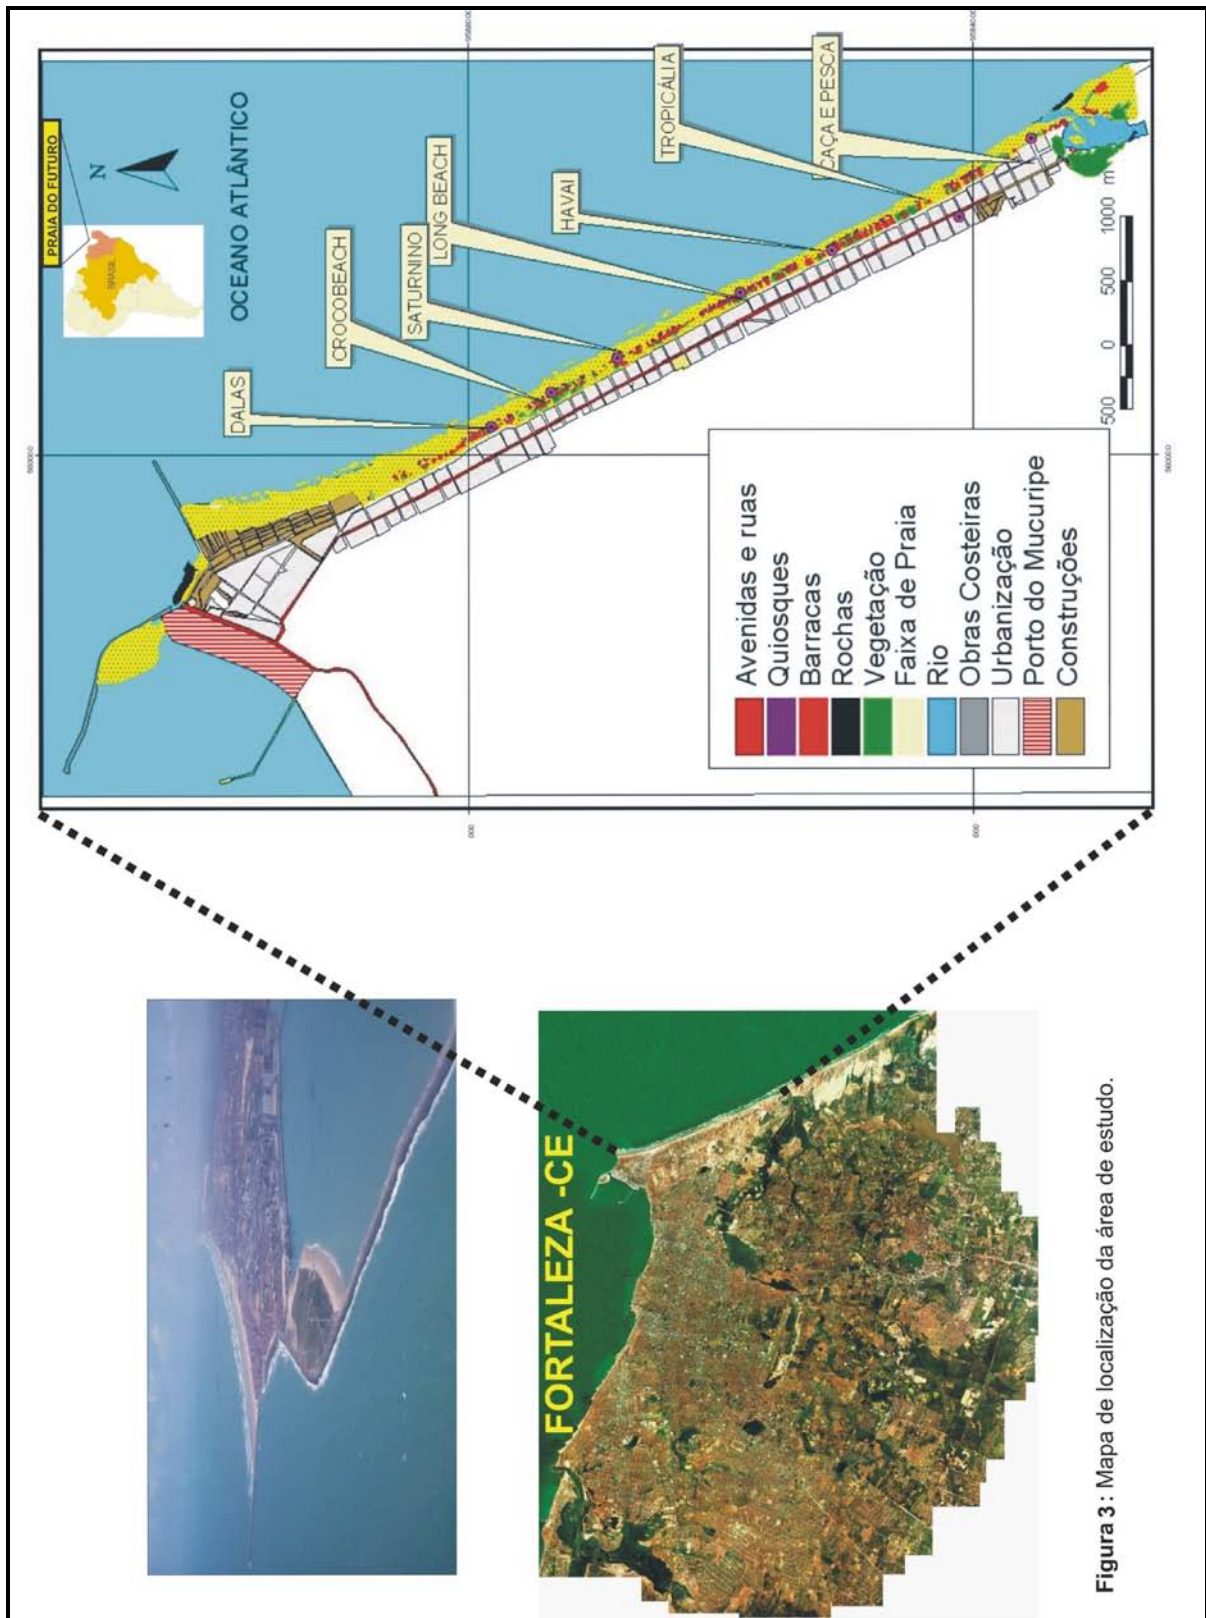 PRAIA DO FUTURO
N
BRASIL
OCEANO ATLÂNTICO
DALAS
CROCOBEACH
SATURNINO
LONG BEACH
HAVAI
TROPICÁLIA
CAÇA E PESCA
Avenidas e ruas
Quiosques
Barracas
Rochas
Vegetação
Faixa de Praia
Rio
Obras Costeiras
Urbanização
Porto do Mucuripe
Construções
500 0 500 1000 m
FORTALEZA -CE
Figura 3 : Mapa de localização da área de estudo.